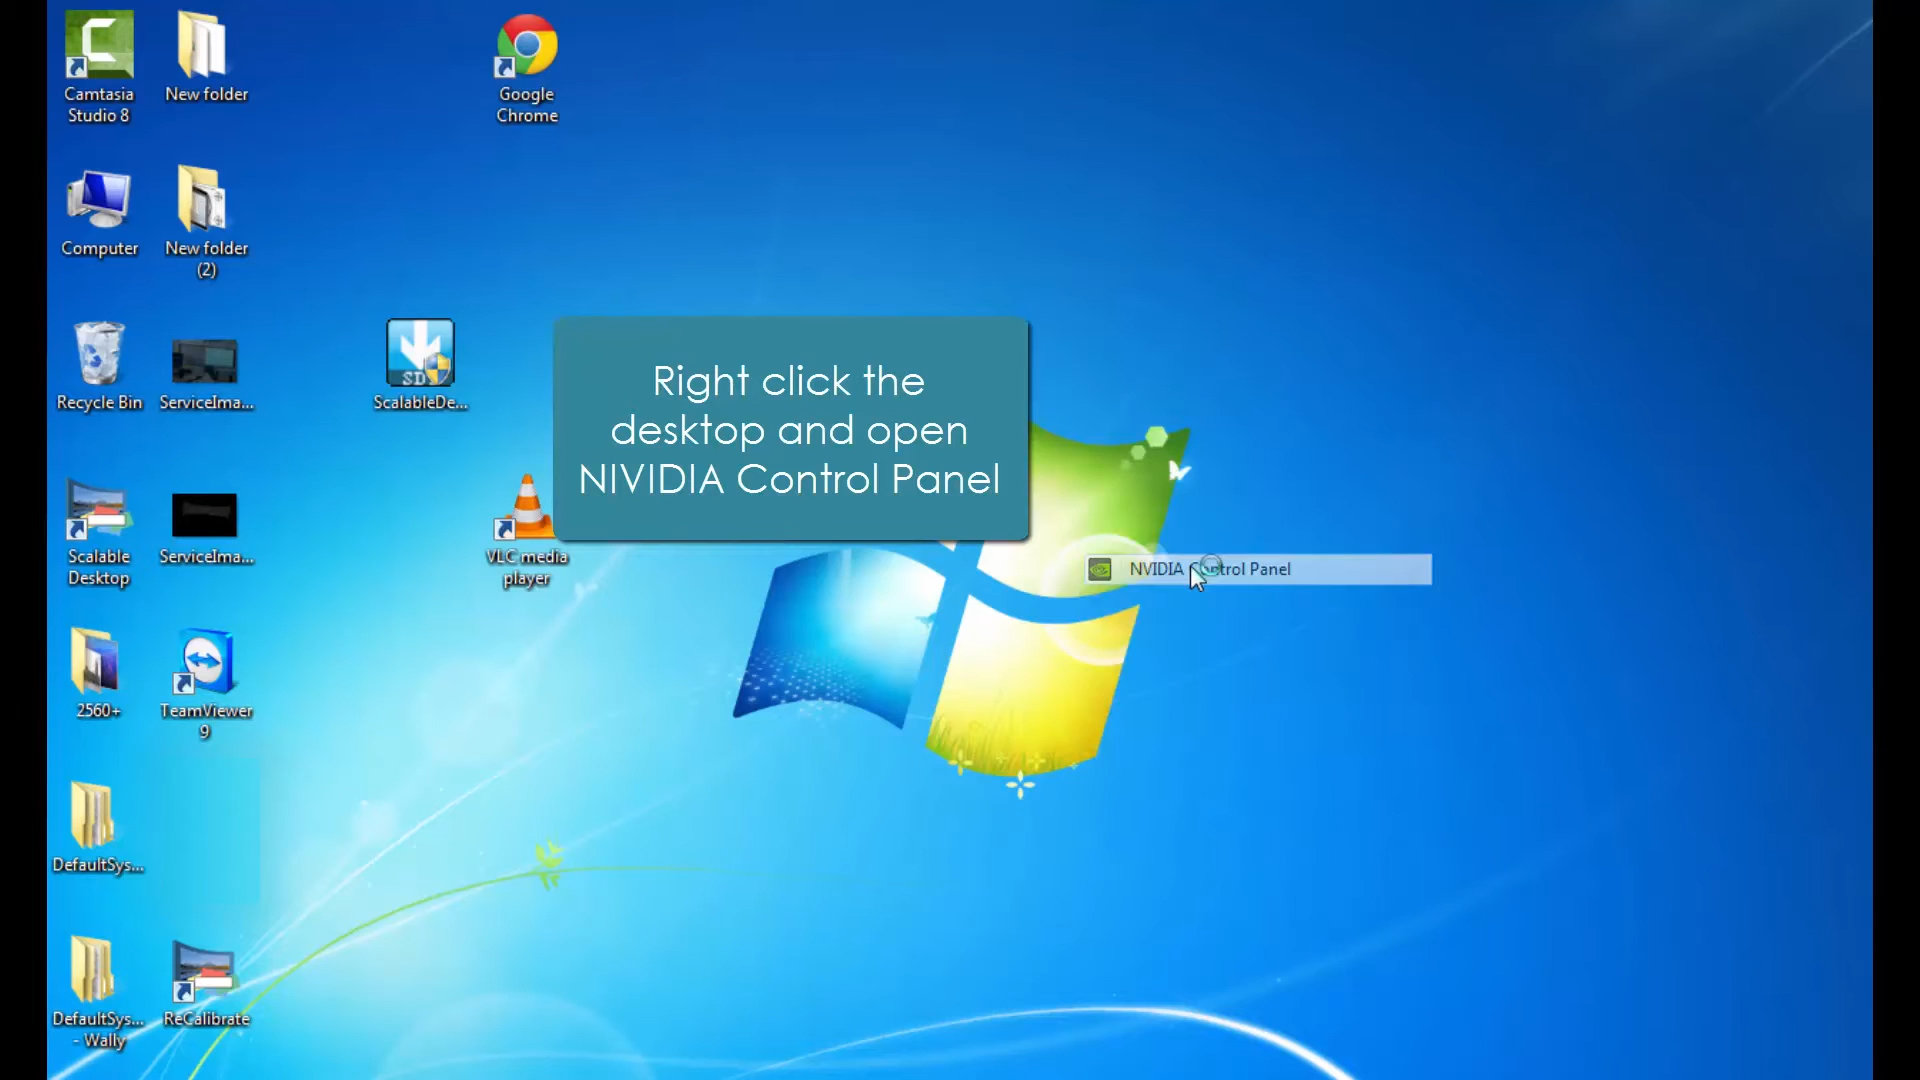 Camtasia
Studio 8
New folder
Google
Chrome
Computer
New folder
(2)
Recycle Bin
ServiceIma...
SD
ScalableDe...
Right click the
desktop and open
NIVIDIA Control Panel
Scalable
Desktop
ServiceIma...
VLC media
player
NVIDIA Control Panel
2560+
TeamViewer
9
DefaultSys...
DefaultSys...
- Wally
ReCalibrate